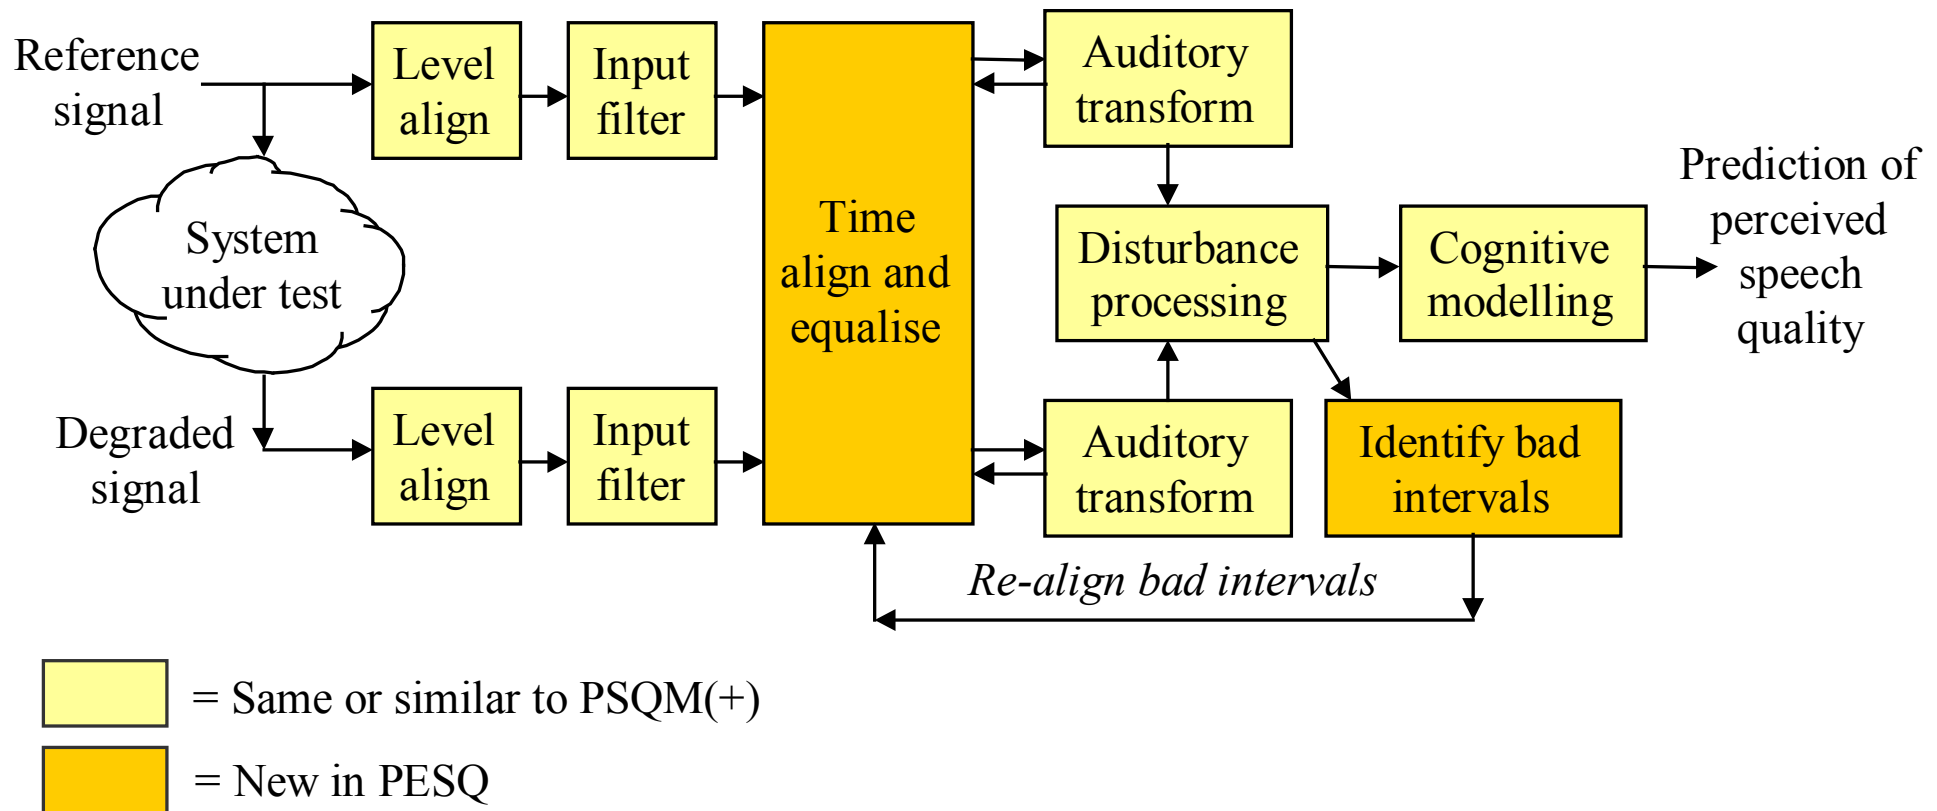 Reference
signal
Level
align
Input
filter
Time
align and
equalise
Auditory
transform
System
under test
Disturbance
processing
Cognitive
modelling
Prediction of
perceived
speech
quality
Degraded
signal
Level
align
Input
filter
Auditory
transform
Identify bad
intervals
Re-align bad intervals
= Same or similar to PSQM(+)
= New in PESQ